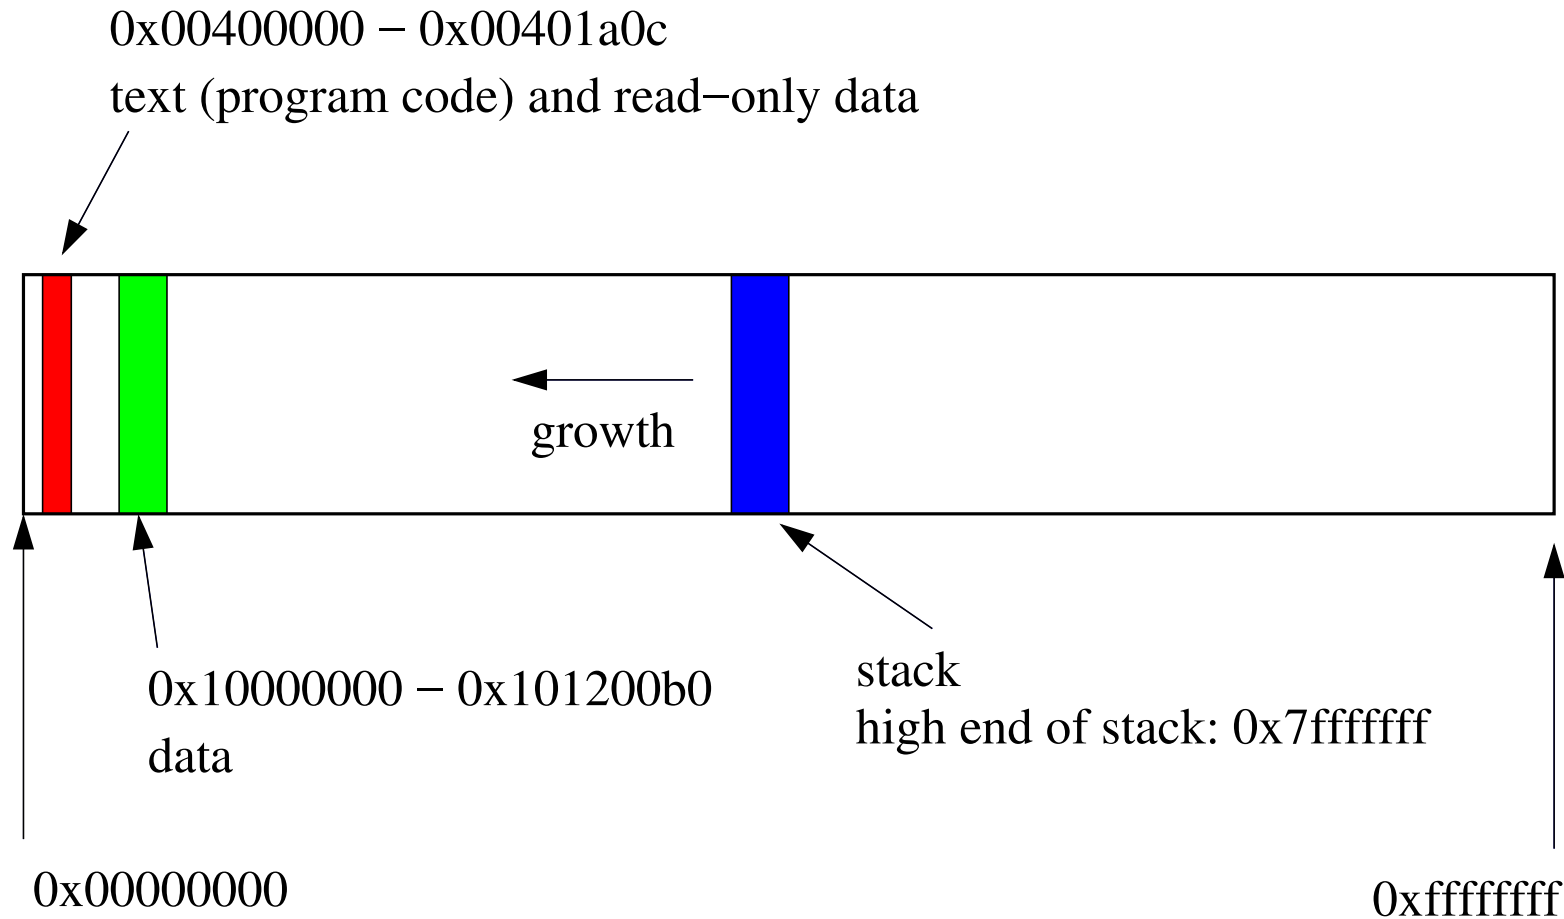 0x00400000 − 0x00401a0c
text (program code) and read−only data
growth
0x10000000 − 0x101200b0
data
stack
high end of stack: 0x7fffffff
0x00000000
0xffffffff